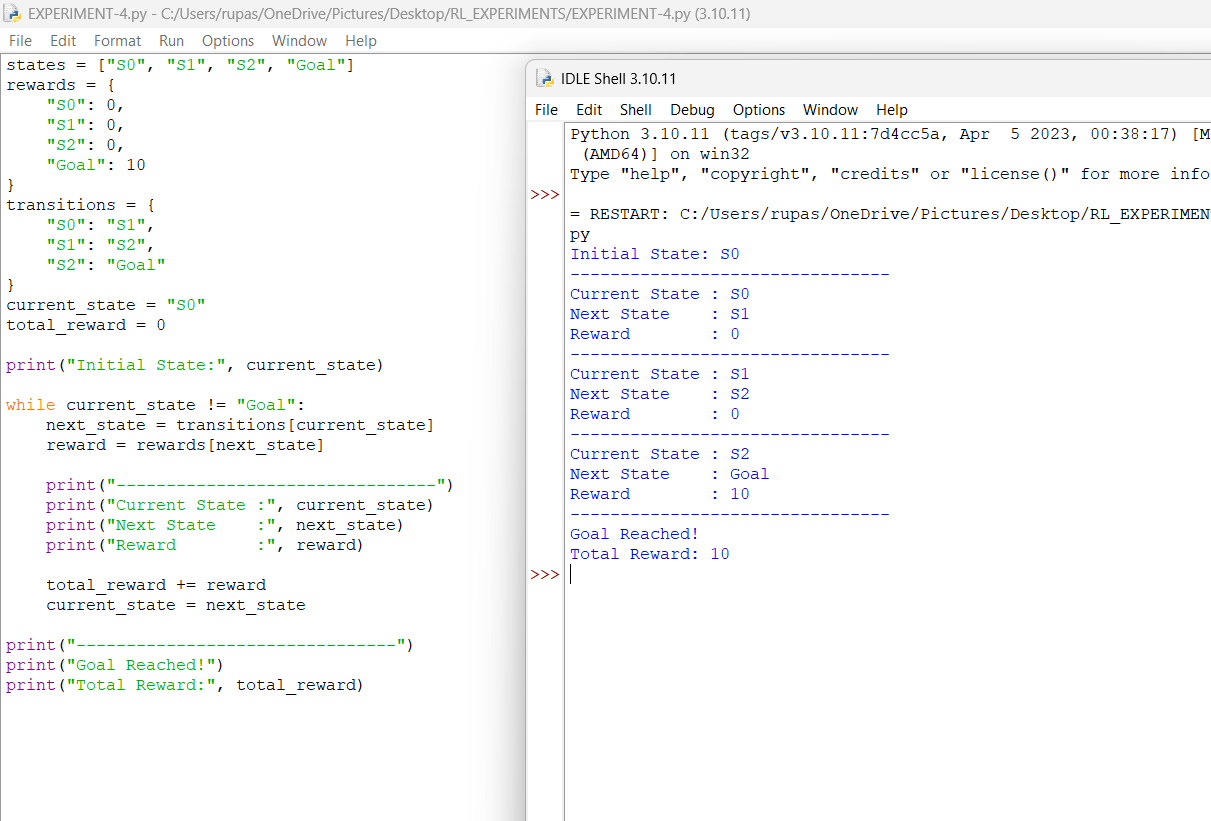 EXPERIMENT-4.py - C:/Users/rupas/OneDrive/Pictures/Desktop/RL_EXPERIMENTS/EXPERIMENT-4.py (3.10.11)
File Edit Format Run Options Window Help
states = ["S0", "S1", "S2", "Goal"]
rewards = {
    "S0": 0,
    "S1": 0,
    "S2": 0,
    "Goal": 10
}
transitions = {
    "S0": "S1",
    "S1": "S2",
    "S2": "Goal"
}
current_state = "S0"
total_reward = 0

print("Initial State:", current_state)

while current_state != "Goal":
    next_state = transitions[current_state]
    reward = rewards[next_state]

    print("--------------------------------")
    print("Current State :", current_state)
    print("Next State    :", next_state)
    print("Reward        :", reward)

    total_reward += reward
    current_state = next_state

print("--------------------------------")
print("Goal Reached!")
print("Total Reward:", total_reward)
IDLE Shell 3.10.11
File Edit Shell Debug Options Window Help
Python 3.10.11 (tags/v3.10.11:7d4cc5a, Apr  5 2023, 00:38:17) [M
 (AMD64)] on win32
Type "help", "copyright", "credits" or "license()" for more info
>>>
= RESTART: C:/Users/rupas/OneDrive/Pictures/Desktop/RL_EXPERIMEN
py
Initial State: S0
--------------------------------
Current State : S0
Next State    : S1
Reward        : 0
--------------------------------
Current State : S1
Next State    : S2
Reward        : 0
--------------------------------
Current State : S2
Next State    : Goal
Reward        : 10
--------------------------------
Goal Reached!
Total Reward: 10
>>>